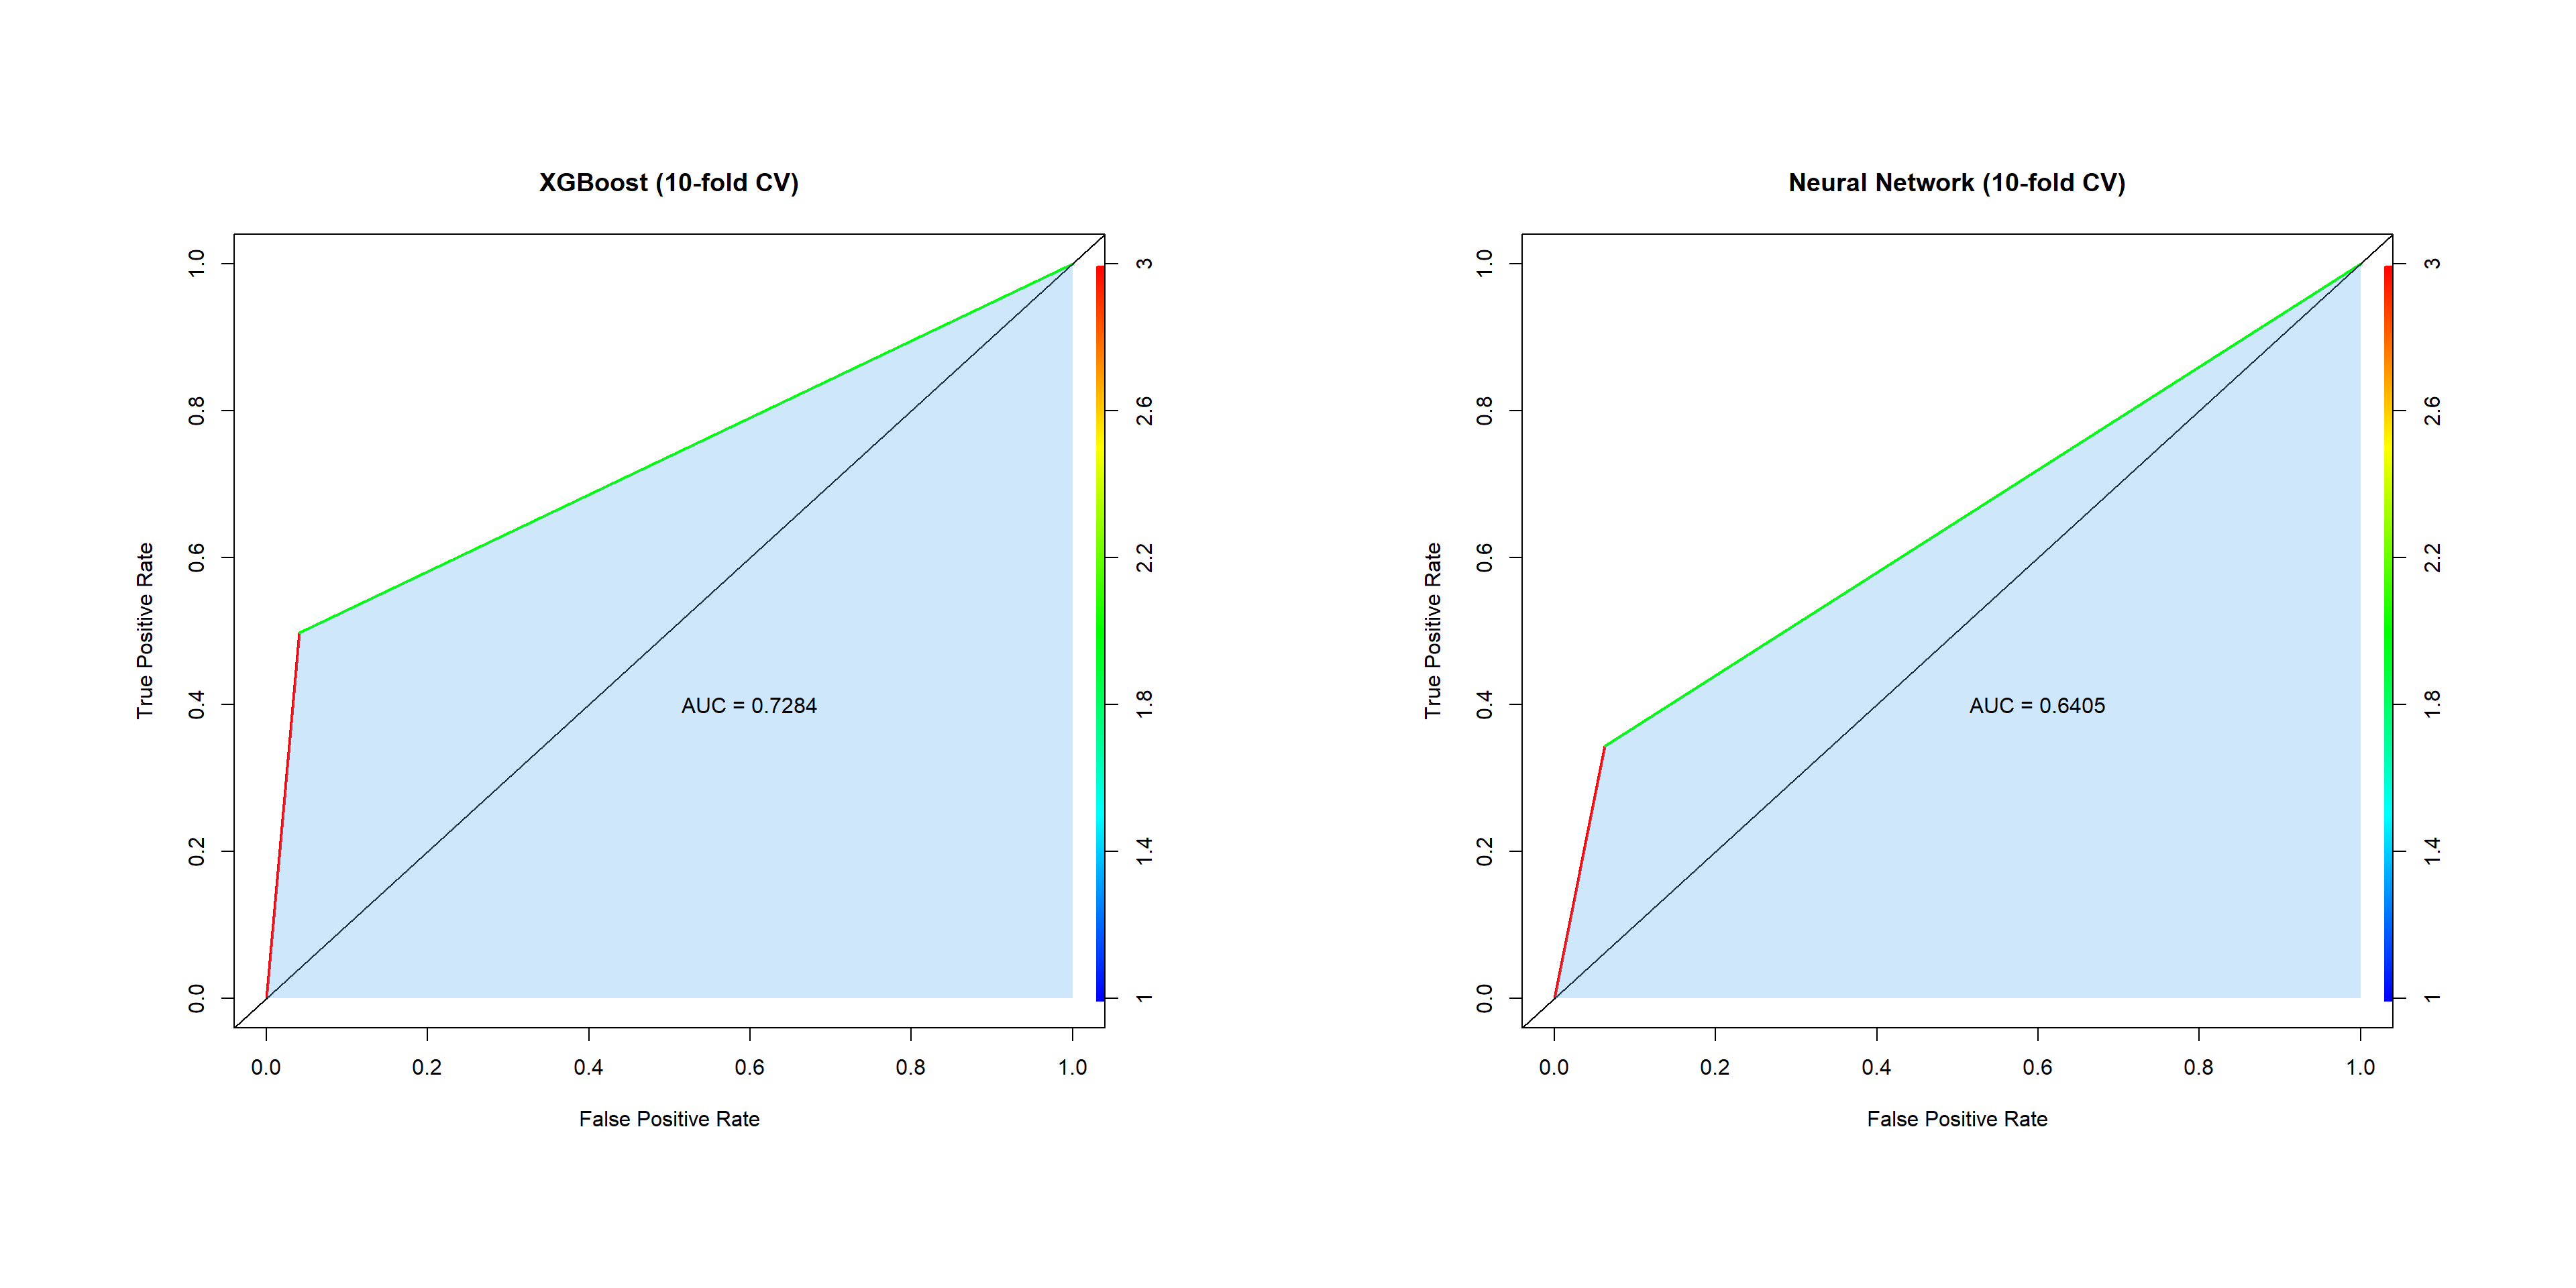 XGBoost (10-fold CV)
True Positive Rate
1.0
0.8
0.6
0.4
0.2
0.0
AUC = 0.7284
3
2.6
2.2
1.8
1.4
1
0.0 0.2 0.4 0.6 0.8 1.0
False Positive Rate
Neural Network (10-fold CV)
True Positive Rate
1.0
0.8
0.6
0.4
0.2
0.0
AUC = 0.6405
3
2.6
2.2
1.8
1.4
1
0.0 0.2 0.4 0.6 0.8 1.0
False Positive Rate